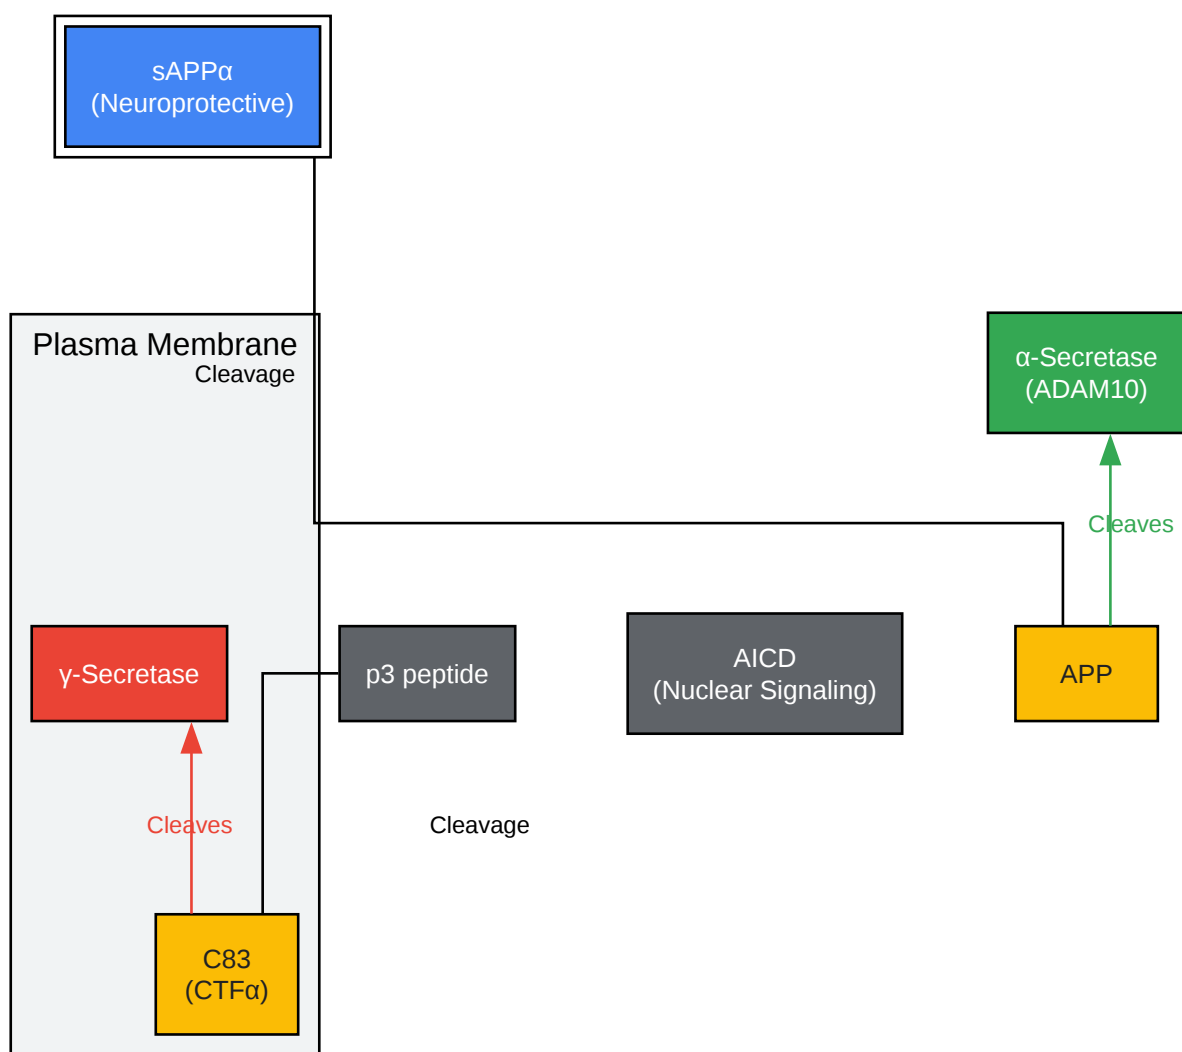 sAPPα
(Neuroprotective)
Plasma Membrane
Cleavage
α-Secretase
(ADAM10)
Cleaves
γ-Secretase
p3 peptide
AICD
(Nuclear Signaling)
APP
Cleaves
Cleavage
C83
(CTFα)